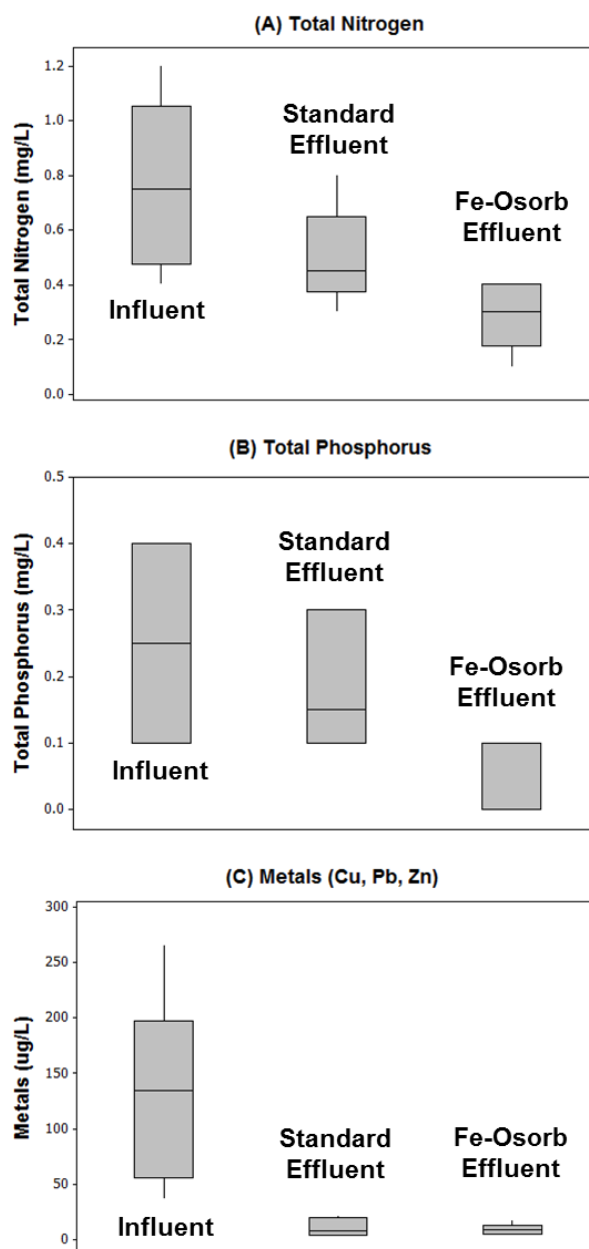 (A) Total Nitrogen
Total Nitrogen (mg/L)
1.2
1.0
0.8
0.6
0.4
0.2
0.0
Influent
Standard
Effluent
Fe-Osorb
Effluent
(B) Total Phosphorus
Total Phosphorus (mg/L)
0.5
0.4
0.3
0.2
0.1
0.0
Influent
Standard
Effluent
Fe-Osorb
Effluent
(C) Metals (Cu, Pb, Zn)
Metals (ug/L)
300
250
200
150
100
50
0
Influent
Standard
Effluent
Fe-Osorb
Effluent